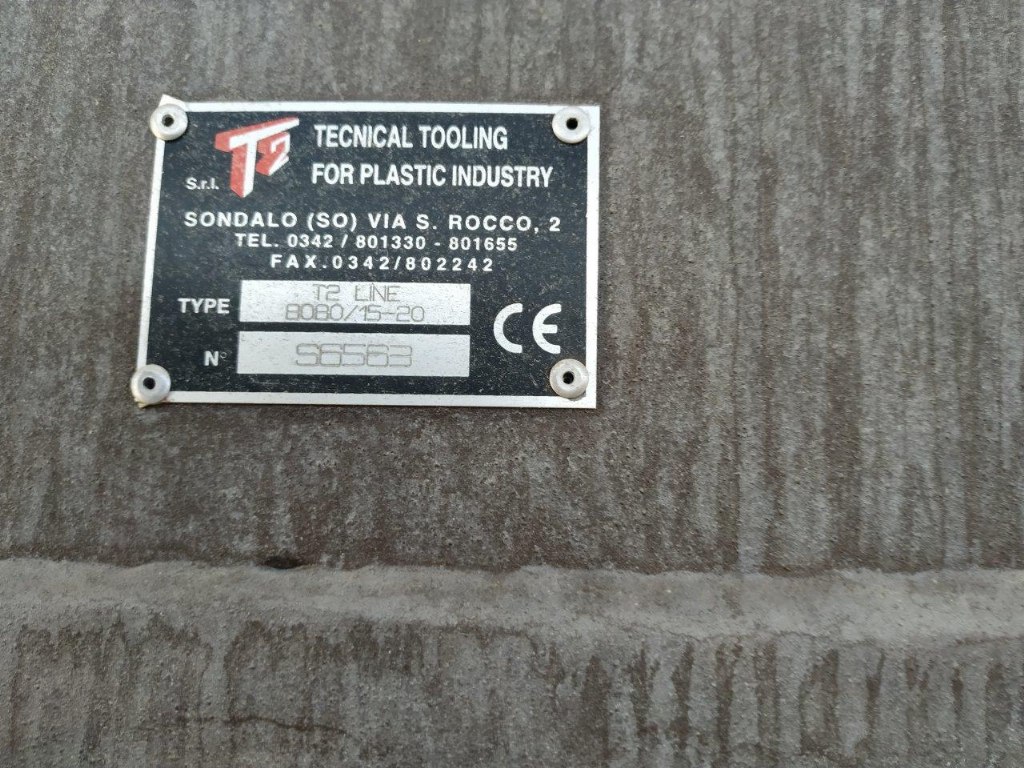 T2 S.r.l.
TECNICAL TOOLING
FOR PLASTIC INDUSTRY
SONDALO (SO) VIA S. ROCCO, 2
TEL. 0342 / 801330 - 801655
FAX.0342/802242
TYPE T2 LINE
8080/15-20
N° S6563
CE